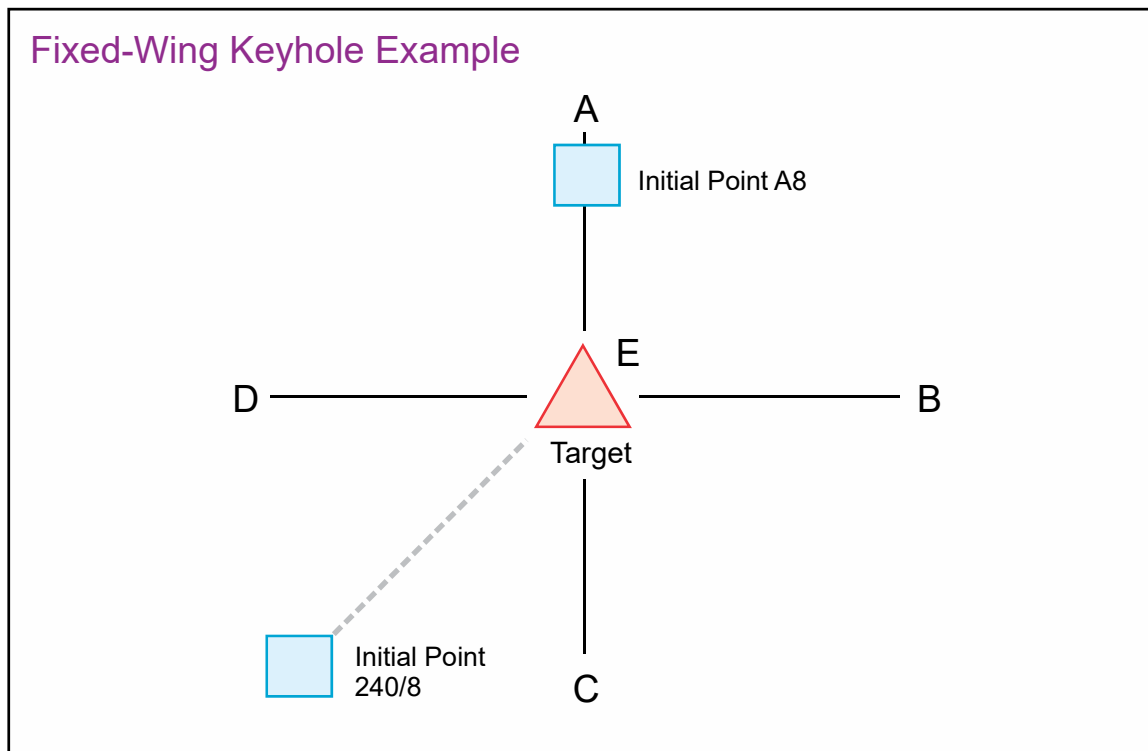 Fixed-Wing Keyhole Example
A
Initial Point A8
E
D
B
Target
Initial Point
240/8
C